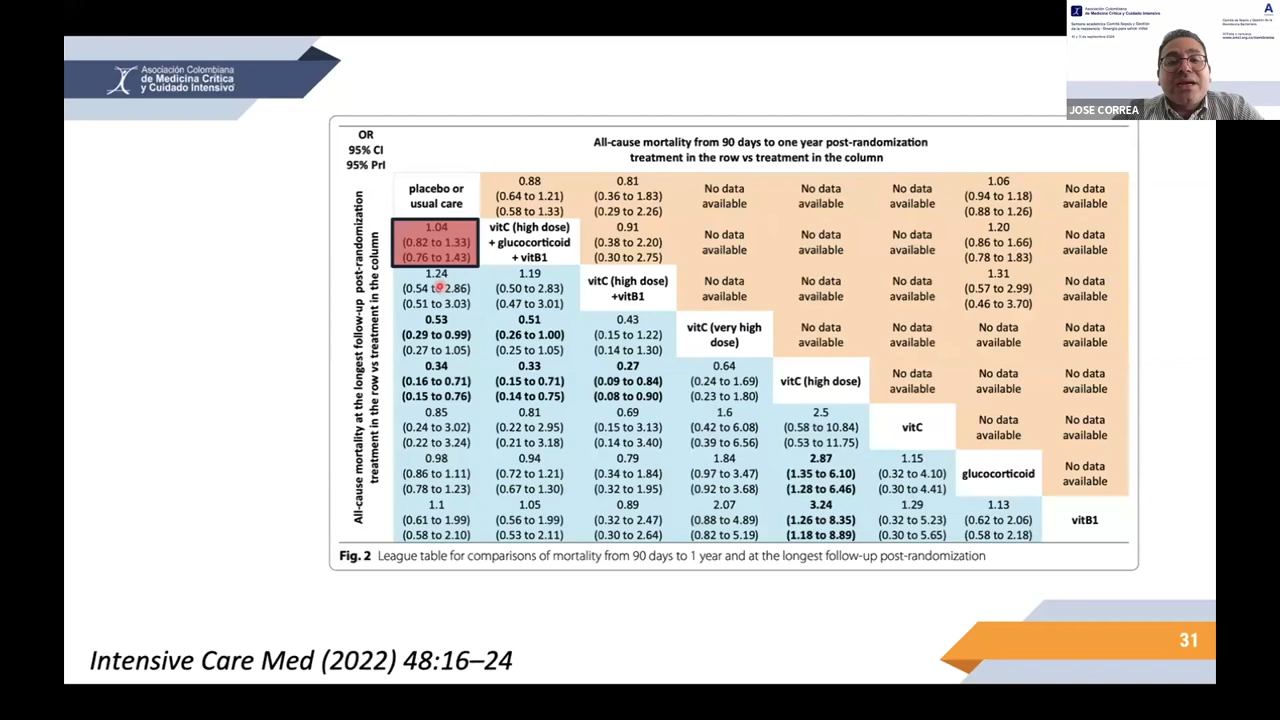 Asociación Colombiana
de Medicina Crítica y Cuidado Intensivo
A
JOSE CORREA
Asociación Colombiana
de Medicina Crítica
y Cuidado Intensivo
OR
95% CI
95% PrI
All-cause mortality from 90 days to one year post-randomization
treatment in the row vs treatment in the column
All-cause mortality at the longest follow-up post-randomization
treatment in the row vs treatment in the column
placebo or
usual care
0.88
(0.64 to 1.21)
(0.58 to 1.33)
0.81
(0.36 to 1.83)
(0.29 to 2.26)
No data
available
No data
available
No data
available
1.06
(0.94 to 1.18)
(0.88 to 1.26)
No data
available
1.04
(0.82 to 1.33)
(0.76 to 1.43)
vitC (high dose)
+ glucocorticoid
+ vitB1
0.91
(0.38 to 2.20)
(0.30 to 2.75)
No data
available
No data
available
No data
available
1.20
(0.86 to 1.66)
(0.78 to 1.83)
No data
available
1.24
(0.54 to 2.86)
(0.51 to 3.03)
1.19
(0.50 to 2.83)
(0.47 to 3.01)
vitC (high dose)
+vitB1
No data
available
No data
available
No data
available
1.31
(0.57 to 2.99)
(0.46 to 3.70)
No data
available
0.53
(0.29 to 0.99)
(0.27 to 1.05)
0.51
(0.26 to 1.00)
(0.25 to 1.05)
0.43
(0.15 to 1.22)
(0.14 to 1.30)
vitC (very high
dose)
No data
available
No data
available
No data
available
No data
available
0.34
(0.16 to 0.71)
(0.15 to 0.76)
0.33
(0.15 to 0.71)
(0.14 to 0.75)
0.27
(0.09 to 0.84)
(0.08 to 0.90)
0.64
(0.24 to 1.69)
(0.23 to 1.80)
vitC (high dose)
No data
available
No data
available
No data
available
0.85
(0.24 to 3.02)
(0.22 to 3.24)
0.81
(0.22 to 2.95)
(0.21 to 3.18)
0.69
(0.15 to 3.13)
(0.14 to 3.40)
1.6
(0.42 to 6.08)
(0.39 to 6.56)
2.5
(0.58 to 10.84)
(0.53 to 11.75)
vitC
No data
available
No data
available
0.98
(0.86 to 1.11)
(0.78 to 1.23)
0.94
(0.72 to 1.21)
(0.67 to 1.30)
0.79
(0.34 to 1.84)
(0.32 to 1.95)
1.84
(0.97 to 3.47)
(0.92 to 3.68)
2.87
(1.35 to 6.10)
(1.28 to 6.46)
1.15
(0.32 to 4.10)
(0.30 to 4.41)
glucocorticoid
No data
available
1.1
(0.61 to 1.99)
(0.58 to 2.10)
1.05
(0.56 to 1.99)
(0.53 to 2.11)
0.89
(0.32 to 2.47)
(0.30 to 2.64)
2.07
(0.88 to 4.89)
(0.82 to 5.19)
3.24
(1.26 to 8.35)
(1.18 to 8.89)
1.29
(0.32 to 5.23)
(0.30 to 5.65)
1.13
(0.62 to 2.06)
(0.58 to 2.18)
vitB1
Fig. 2 League table for comparisons of mortality from 90 days to 1 year and at the longest follow-up post-randomization
31
Intensive Care Med (2022) 48:16–24